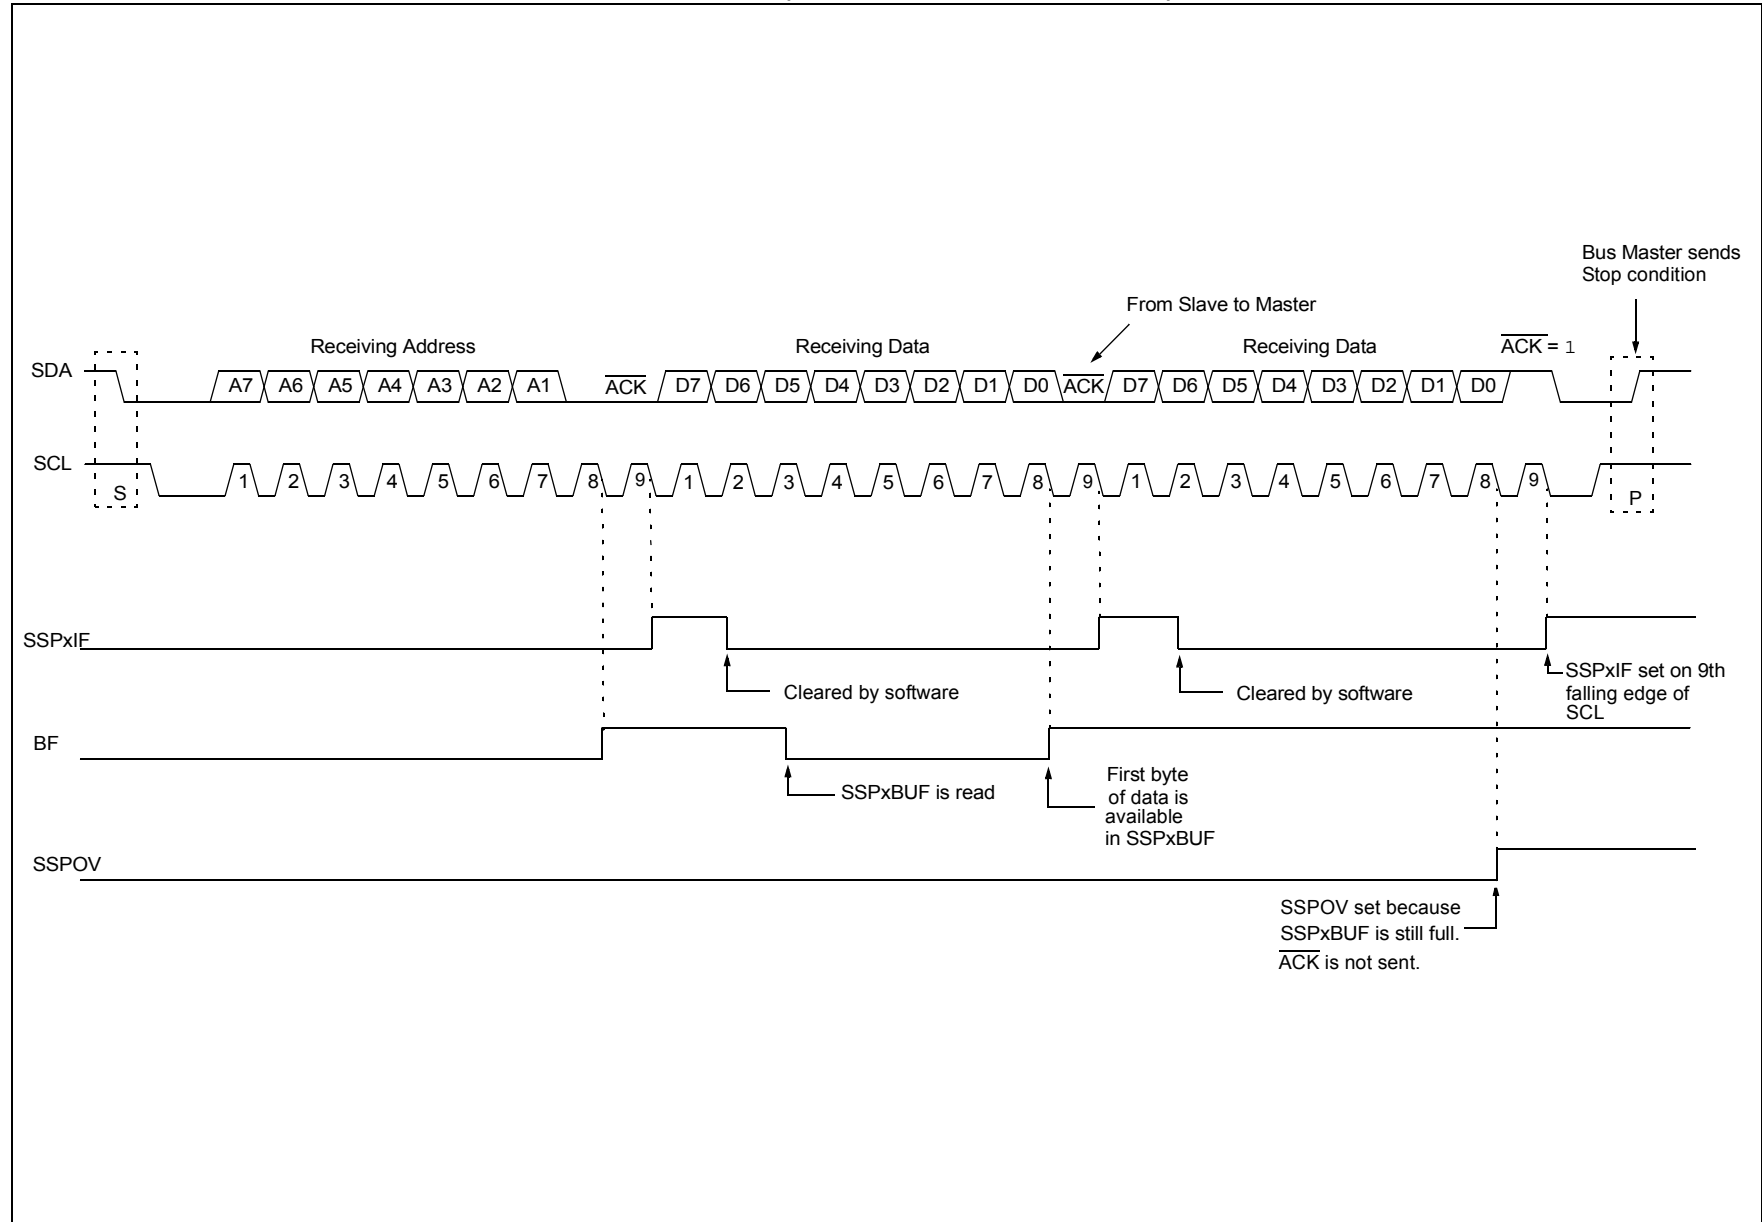 Bus Master sends
Stop condition
From Slave to Master
Receiving Address
Receiving Data
Receiving Data
ACK = 1
SDA
A7 A6 A5 A4 A3 A2 A1 ACK D7 D6 D5 D4 D3 D2 D1 D0 ACK D7 D6 D5 D4 D3 D2 D1 D0
SCL
S 1 2 3 4 5 6 7 8 9 1 2 3 4 5 6 7 8 9 1 2 3 4 5 6 7 8 9 P
SSPxIF
Cleared by software
Cleared by software
SSPxIF set on 9th
falling edge of
SCL
BF
SSPxBUF is read
First byte
of data is
available
in SSPxBUF
SSPOV
SSPOV set because
SSPxBUF is still full.
ACK is not sent.